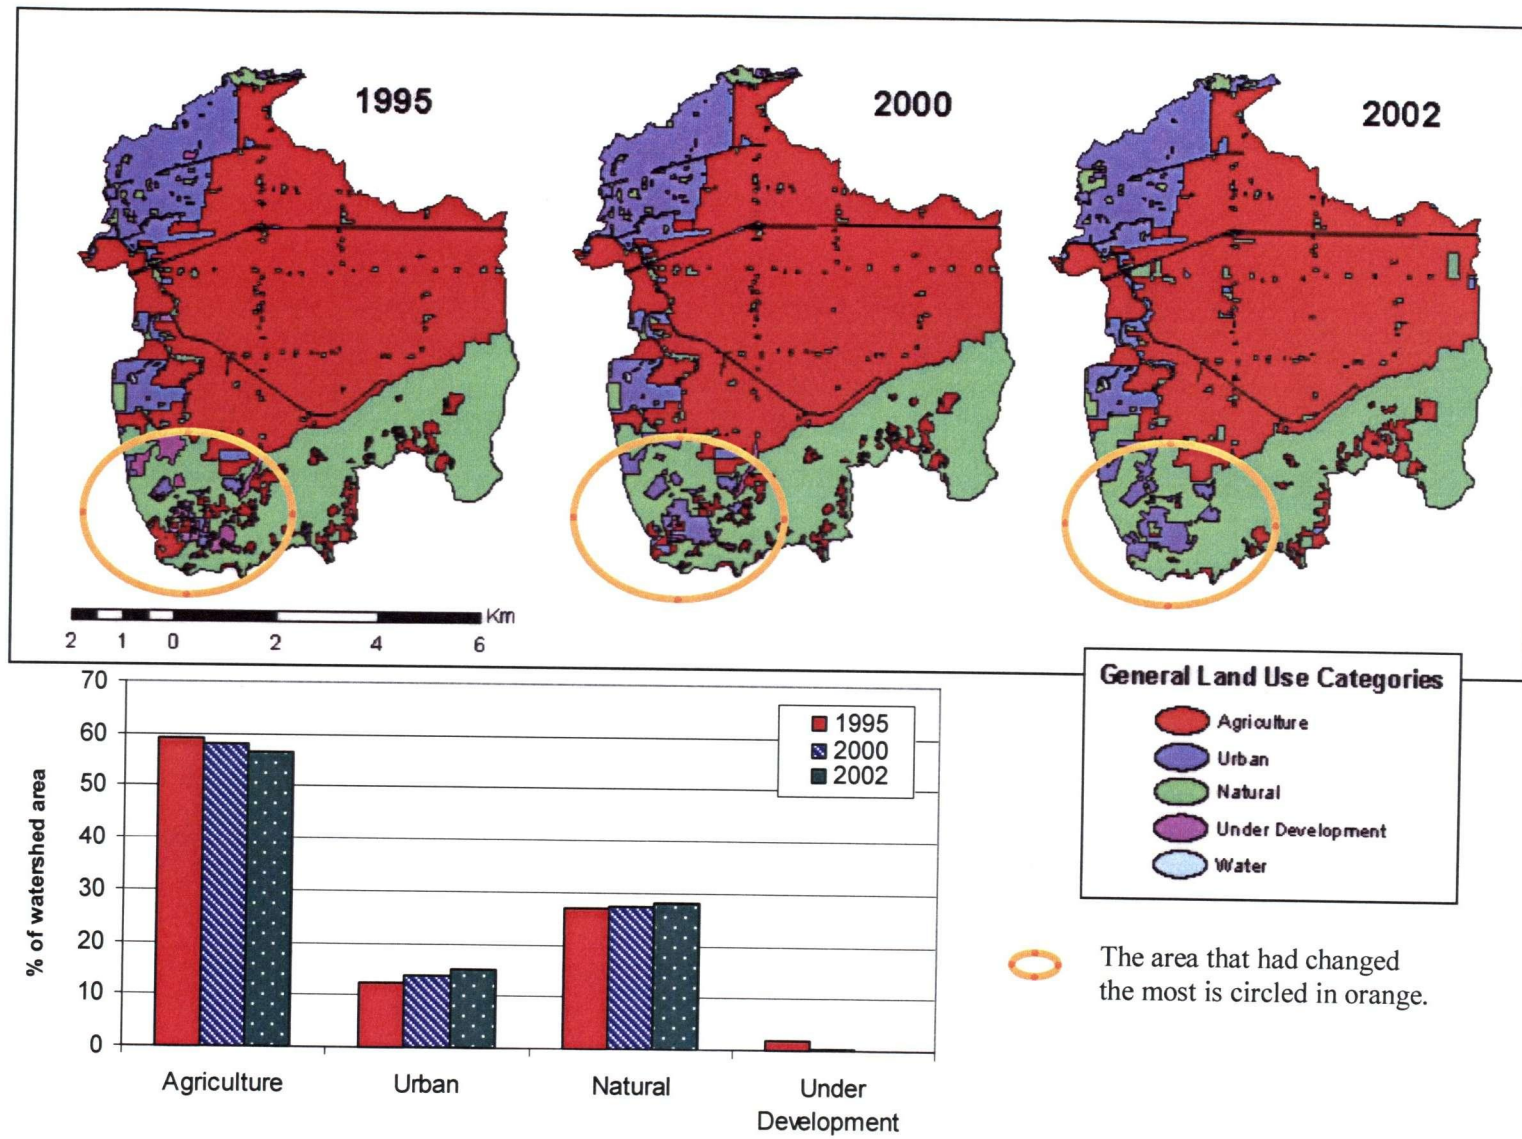 1995
2000
2002
Km
2 1 0 2 4 6
General Land Use Categories
Agriculture
Urban
Natural
Under Development
Water
70
60
50
40
30
20
10
0
% of watershed area
1995
2000
2002
Agriculture
Urban
Natural
Under
Development
The area that had changed
the most is circled in orange.